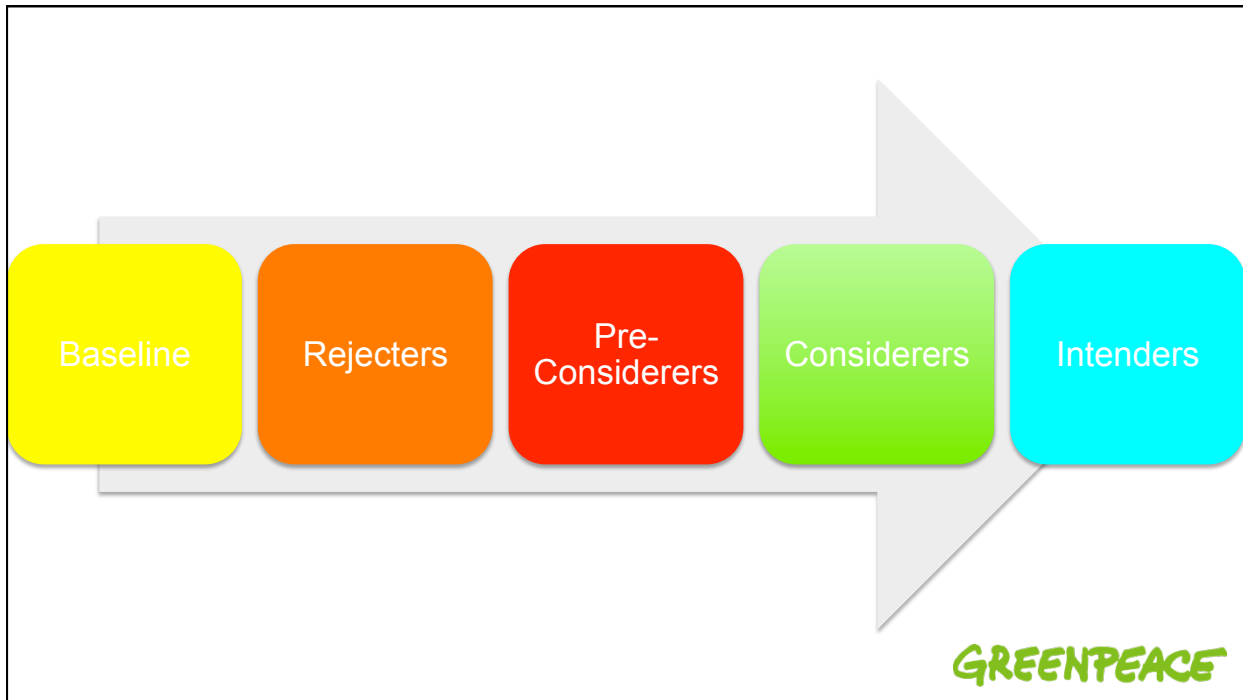 Baseline
Rejecters
Pre-
Considerers
Considerers
Intenders
GREENPEACE